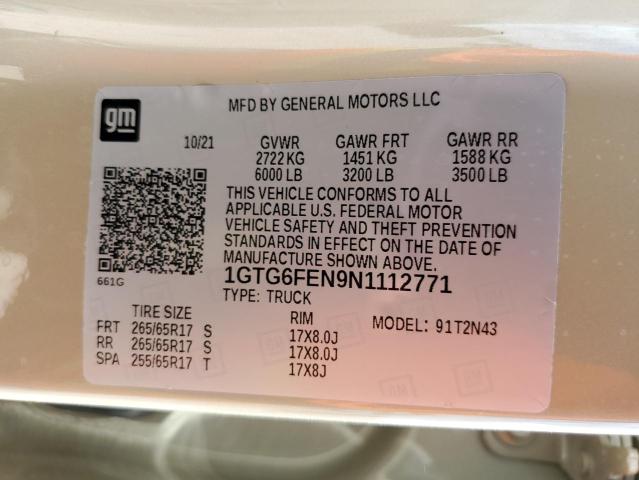 gm
MFD BY GENERAL MOTORS LLC
10/21 GVWR GAWR FRT GAWR RR
2722 KG 1451 KG 1588 KG
6000 LB 3200 LB 3500 LB
THIS VEHICLE CONFORMS TO ALL
APPLICABLE U.S. FEDERAL MOTOR
VEHICLE SAFETY AND THEFT PREVENTION
STANDARDS IN EFFECT ON THE DATE OF
MANUFACTURE SHOWN ABOVE.
661G
1GTG6FEN9N1112771
TYPE: TRUCK
TIRE SIZE RIM MODEL: 91T2N43
FRT 265/65R17 S 17X8.0J
RR 265/65R17 S 17X8.0J
SPA 255/65R17 T 17X8J